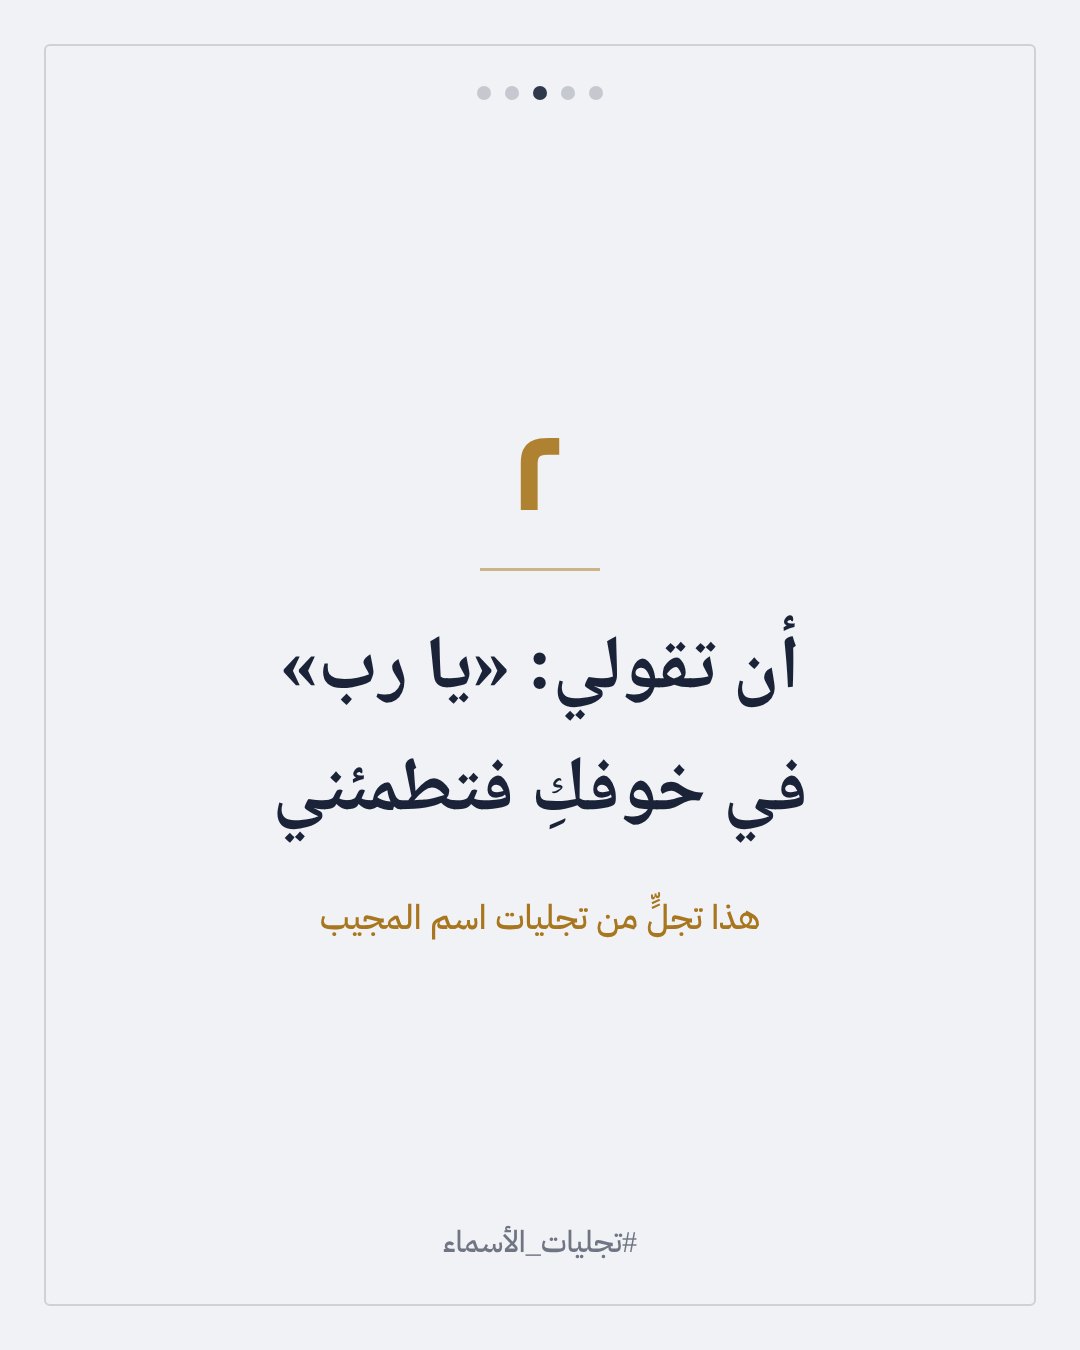 ٢
أن تقولي: «يا رب»
في خوفكِ فتطمئني
هذا تجلٍّ من تجليات اسم المجيب
#تجليات_الأسماء